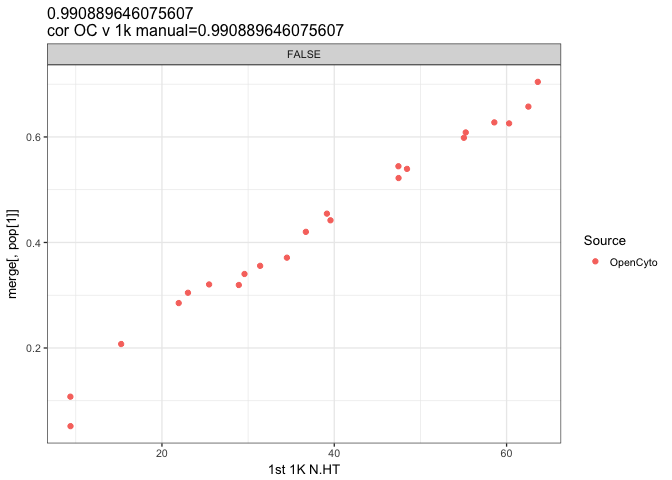 0.990889646075607
cor OC v 1k manual=0.990889646075607
FALSE
0.6
0.4
0.2
merge[, pop[1]]
20
40
60
1st 1K N.HT
Source
OpenCyto